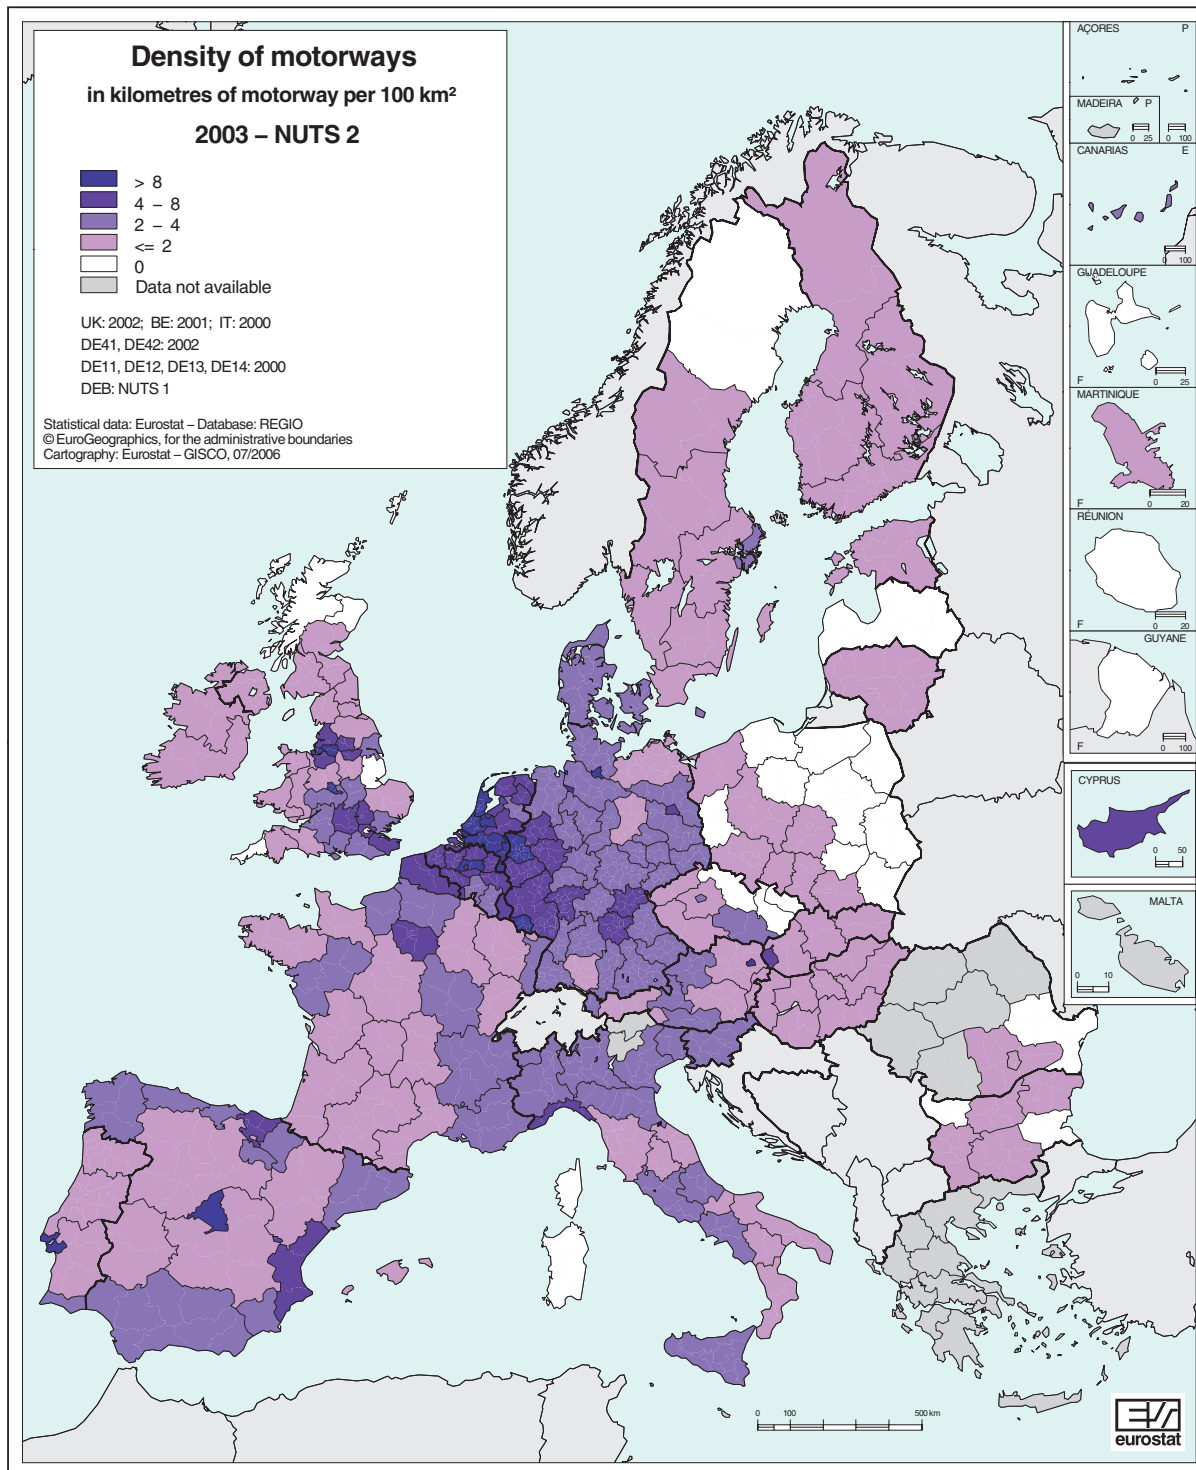 Density of motorways
in kilometres of motorway per 100 km²
2003 – NUTS 2
> 8
4 – 8
2 – 4
<= 2
0
Data not available
UK: 2002; BE: 2001; IT: 2000
DE41, DE42: 2002
DE11, DE12, DE13, DE14: 2000
DEB: NUTS 1
Statistical data: Eurostat – Database: REGIO
© EuroGeographics, for the administrative boundaries
Cartography: Eurostat – GISCO, 07/2006
AÇORES P
MADEIRA P
0 25
0 100
CANARIAS E
0 100
GUADELOUPE
F
0 25
MARTINIQUE
F
0 20
RÉUNION
F
0 20
GUYANE
F
0 100
CYPRUS
0 50
MALTA
0 10
0 100 500 km
eurostat